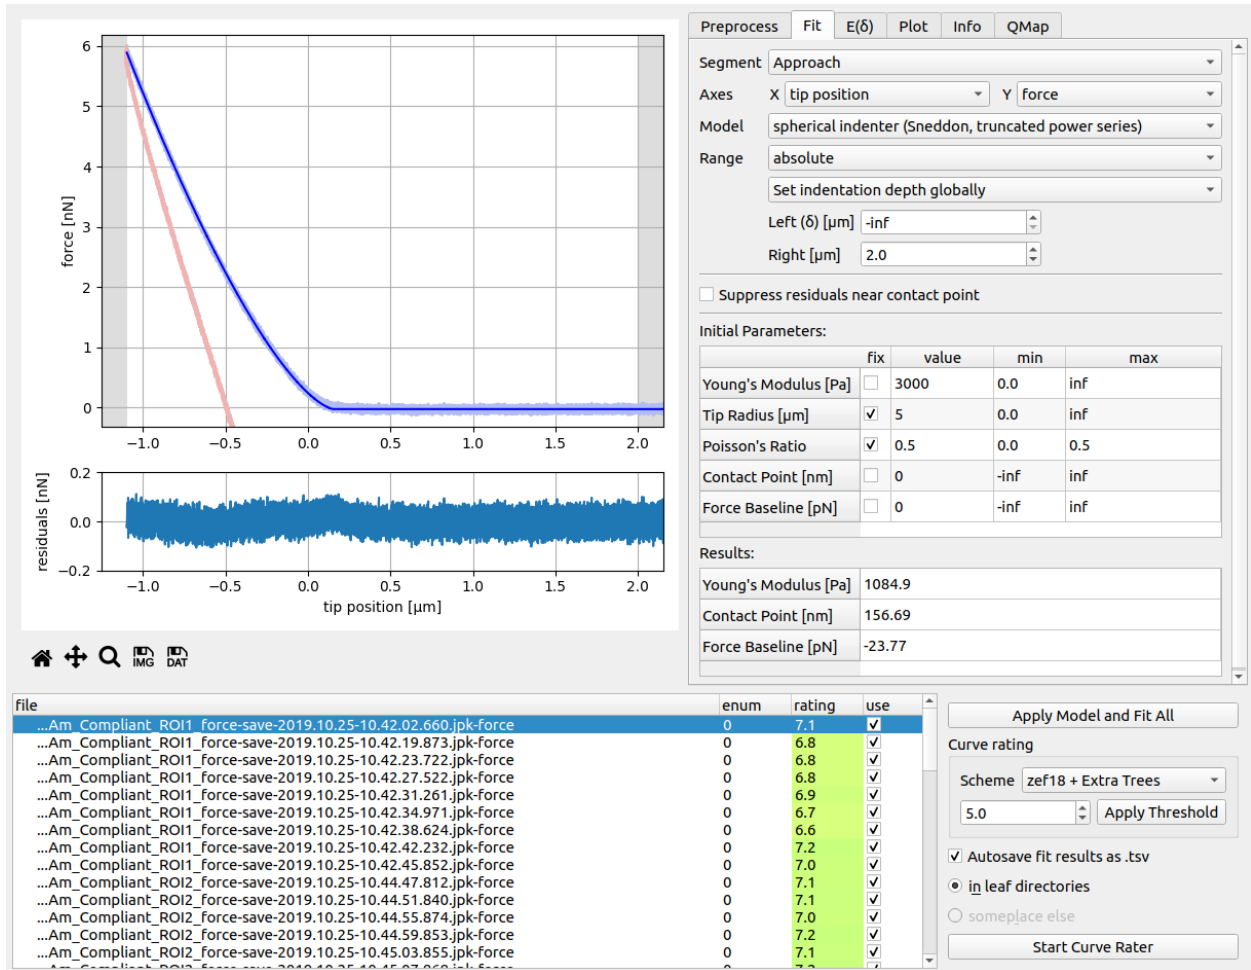 Preprocess Fit E(δ) Plot Info QMap
Segment Approach
Axes X tip position Y force
Model spherical indenter (Sneddon, truncated power series)
Range absolute
Set indentation depth globally
Left (δ) [µm] -inf
Right [µm] 2.0
Suppress residuals near contact point
Initial Parameters:
fix value min max
Young's Modulus [Pa] 3000 0.0 inf
Tip Radius [µm] 5 0.0 inf
Poisson's Ratio 0.5 0.0 0.5
Contact Point [nm] 0 -inf inf
Force Baseline [pN] 0 -inf inf
Results:
Young's Modulus [Pa] 1084.9
Contact Point [nm] 156.69
Force Baseline [pN] -23.77
6
5
4
3
2
1
0
force [nN]
−1.0 −0.5 0.0 0.5 1.0 1.5 2.0
0.2
0.0
−0.2
residuals [nN]
−1.0 −0.5 0.0 0.5 1.0 1.5 2.0
tip position [µm]
IMG DAT
file enum rating use
...Am_Compliant_ROI1_force-save-2019.10.25-10.42.02.660.jpk-force 0 7.1
...Am_Compliant_ROI1_force-save-2019.10.25-10.42.19.873.jpk-force 0 6.8
...Am_Compliant_ROI1_force-save-2019.10.25-10.42.23.722.jpk-force 0 6.8
...Am_Compliant_ROI1_force-save-2019.10.25-10.42.27.522.jpk-force 0 6.8
...Am_Compliant_ROI1_force-save-2019.10.25-10.42.31.261.jpk-force 0 6.9
...Am_Compliant_ROI1_force-save-2019.10.25-10.42.34.971.jpk-force 0 6.7
...Am_Compliant_ROI1_force-save-2019.10.25-10.42.38.624.jpk-force 0 6.6
...Am_Compliant_ROI1_force-save-2019.10.25-10.42.42.232.jpk-force 0 7.2
...Am_Compliant_ROI1_force-save-2019.10.25-10.42.45.852.jpk-force 0 7.0
...Am_Compliant_ROI2_force-save-2019.10.25-10.44.47.812.jpk-force 0 7.1
...Am_Compliant_ROI2_force-save-2019.10.25-10.44.51.840.jpk-force 0 7.1
...Am_Compliant_ROI2_force-save-2019.10.25-10.44.55.874.jpk-force 0 7.0
...Am_Compliant_ROI2_force-save-2019.10.25-10.44.59.853.jpk-force 0 7.2
...Am_Compliant_ROI2_force-save-2019.10.25-10.45.03.855.jpk-force 0 7.1
Apply Model and Fit All
Curve rating
Scheme zef18 + Extra Trees
5.0 Apply Threshold
Autosave fit results as .tsv
in leaf directories
someplace else
Start Curve Rater